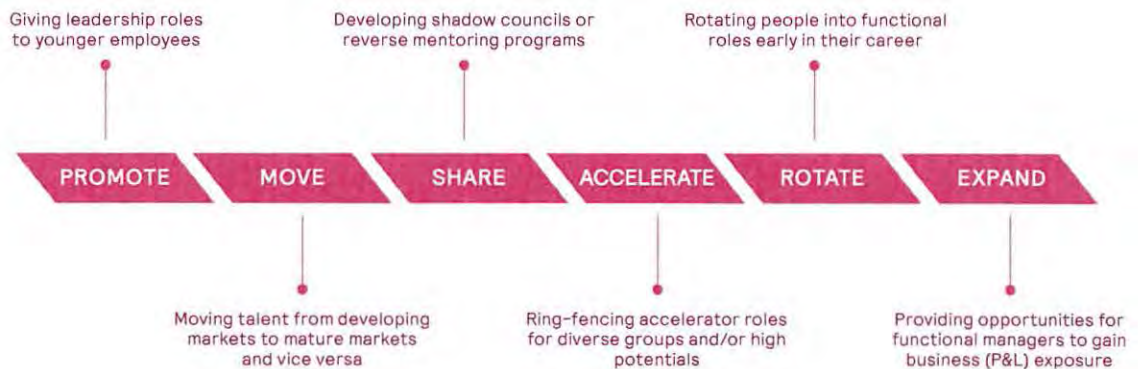 Giving leadership roles
to younger employees
Developing shadow councils or
reverse mentoring programs
Rotating people into functional
roles early in their career
PROMOTE
MOVE
SHARE
ACCELERATE
ROTATE
EXPAND
Moving talent from developing
markets to mature markets
and vice versa
Ring-fencing accelerator roles
for diverse groups and/or high
potentials
Providing opportunities for
functional managers to gain
business (P&L) exposure